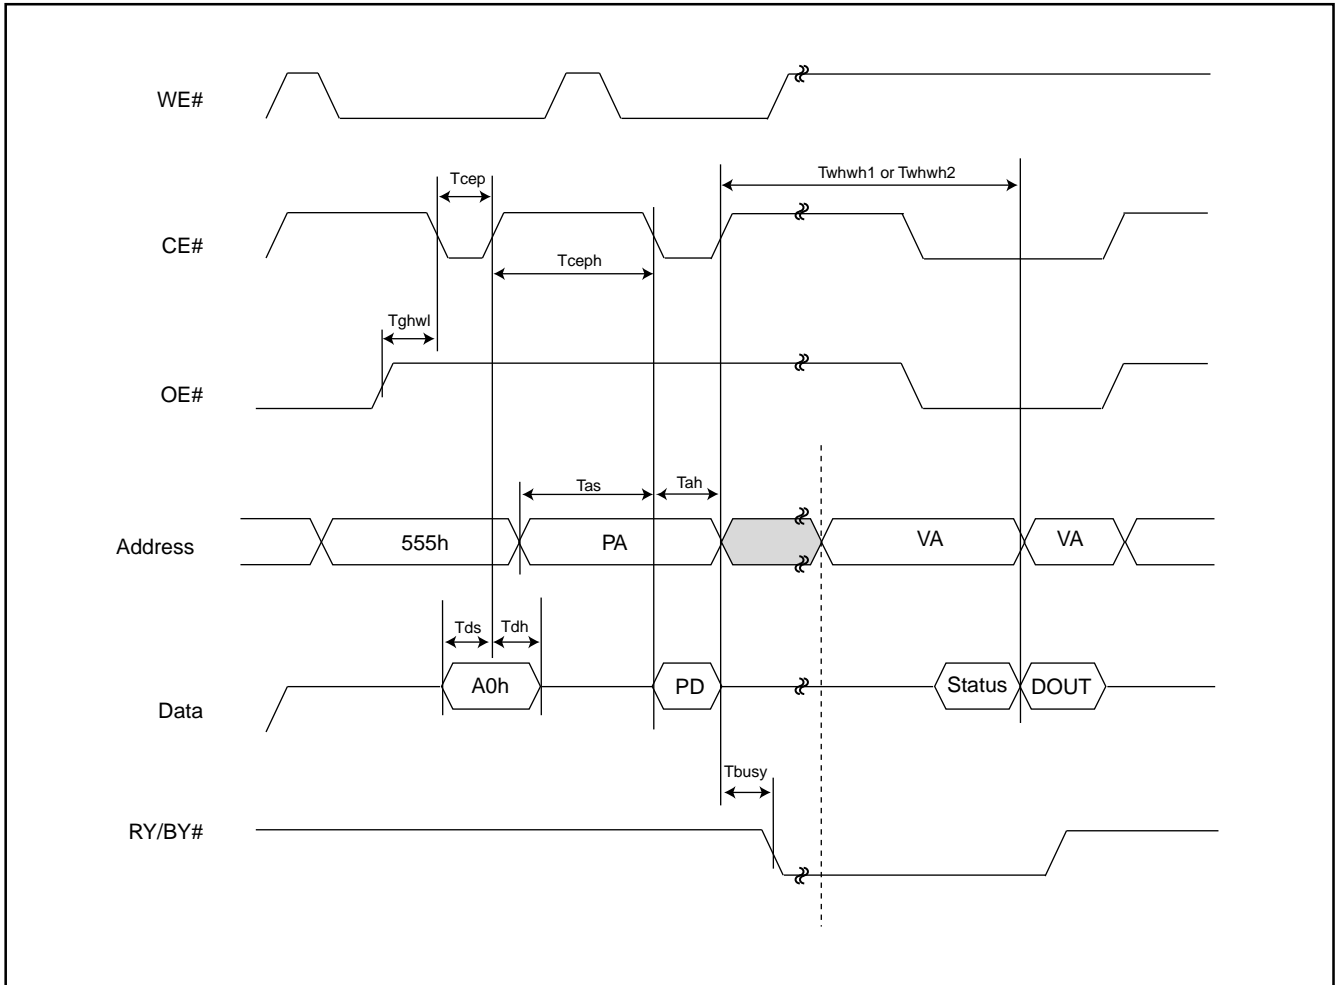 WE#
Tcep
Twhwh1 or Twhwh2
CE#
Tceph
Tghwl
OE#
Tas
Tah
Address
555h
PA
VA
VA
Tds
Tdh
Data
A0h
PD
Status
DOUT
Tbusy
RY/BY#